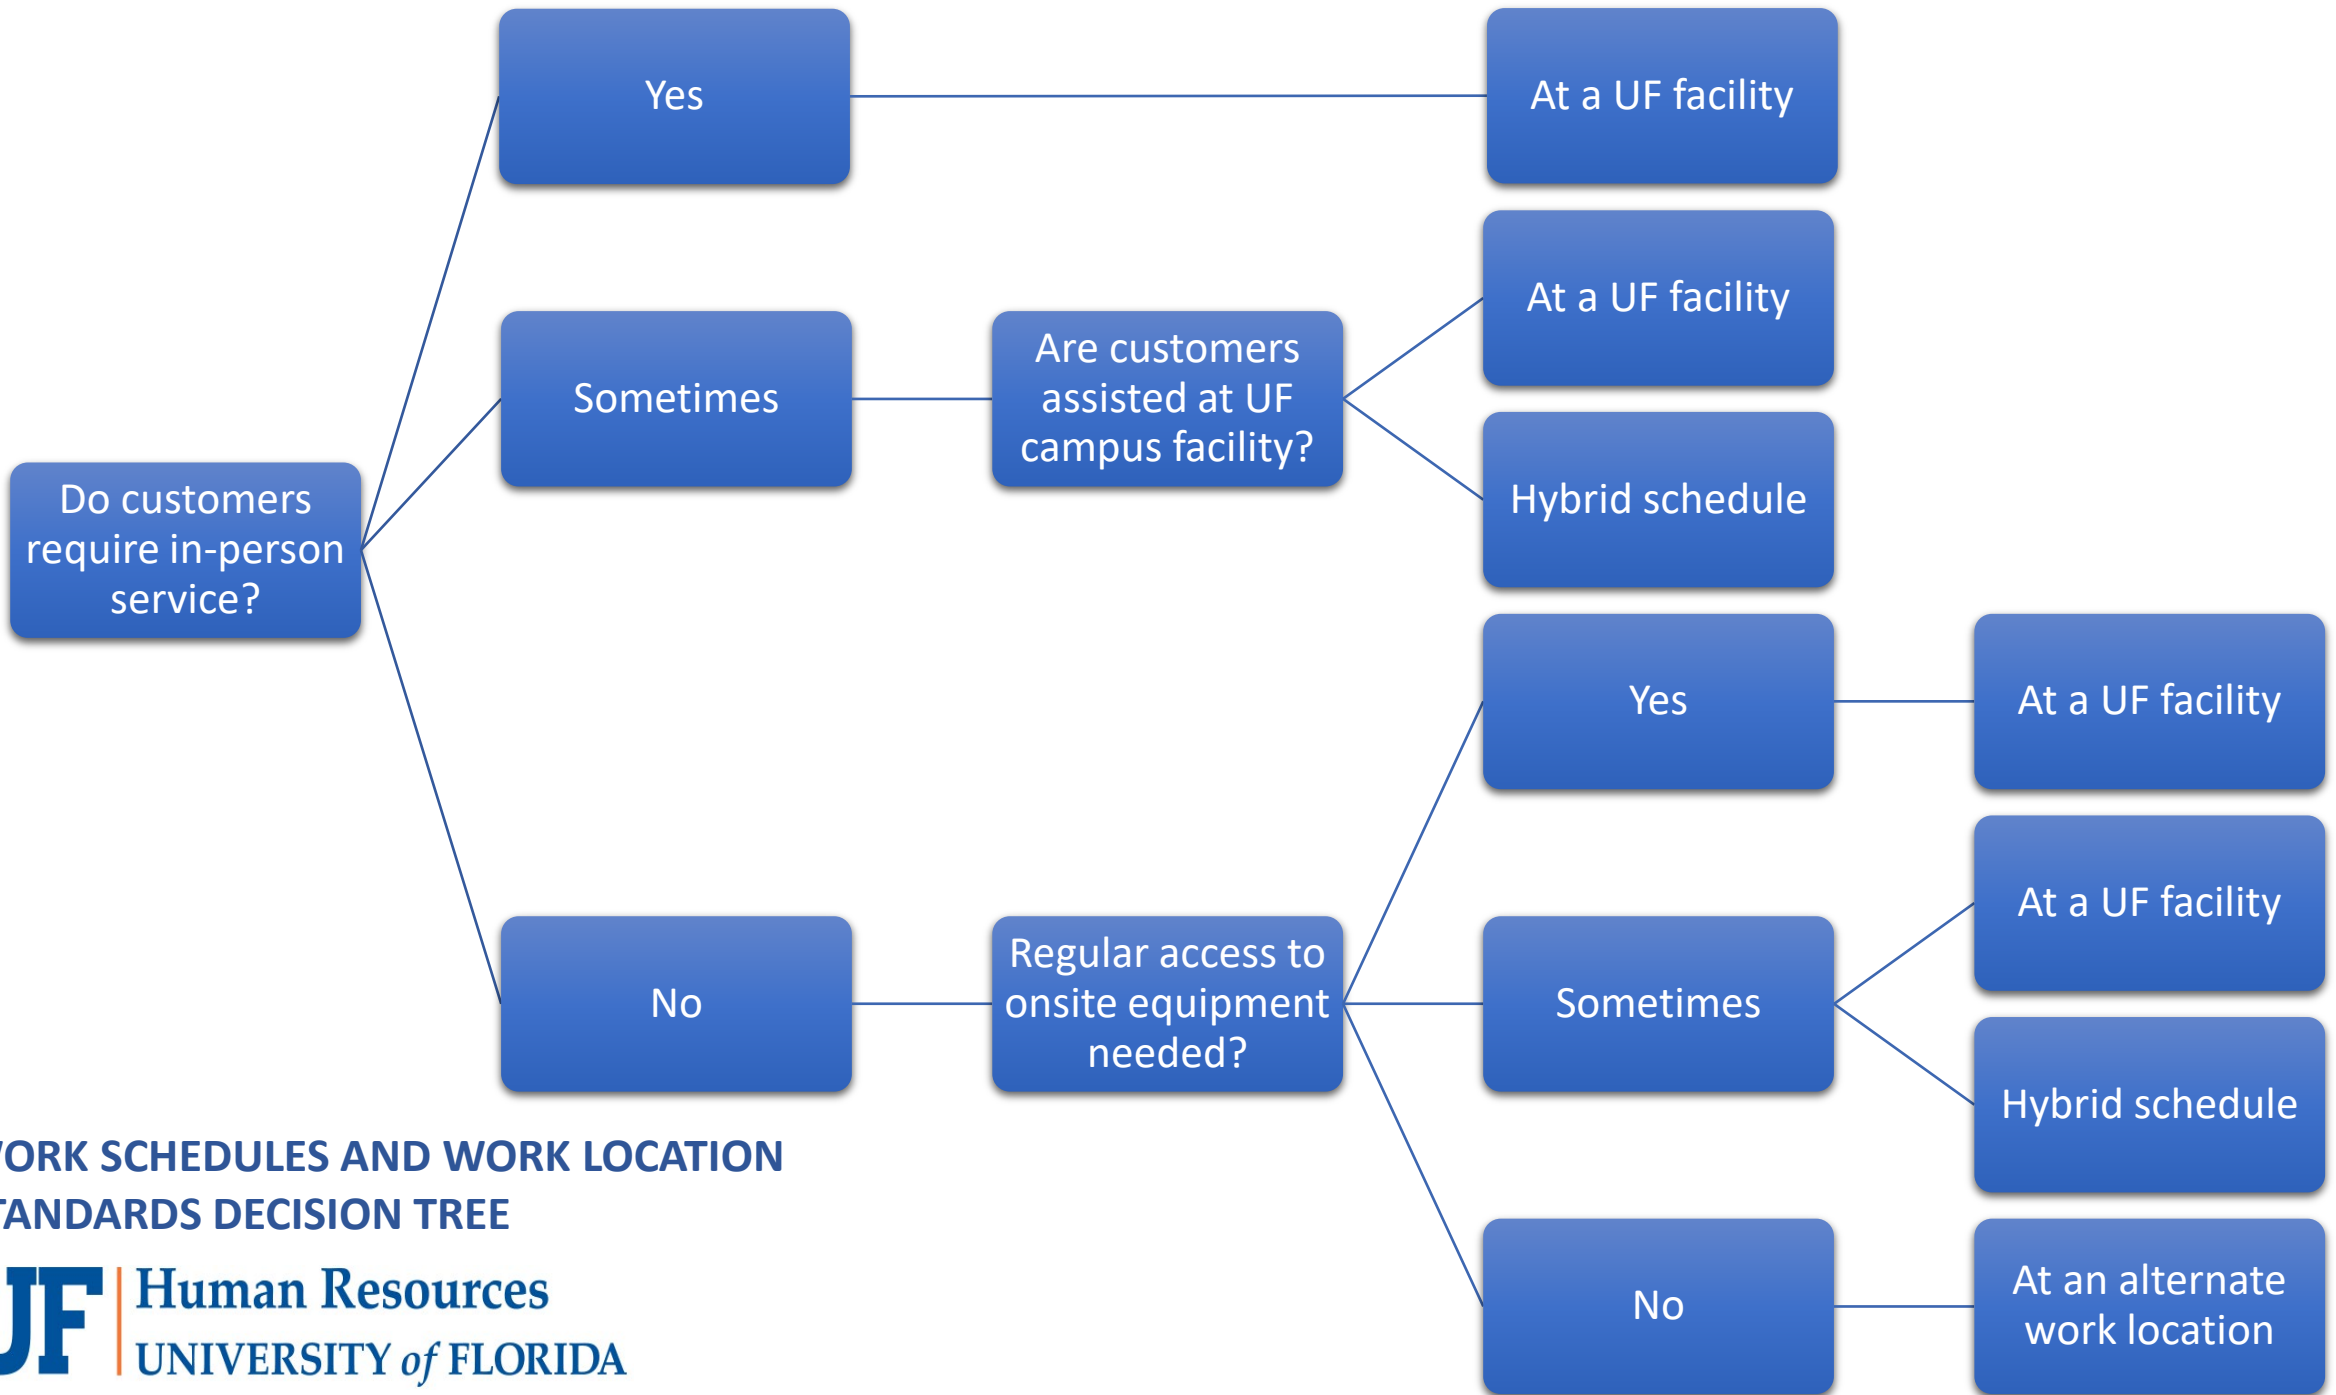 Yes
At a UF facility
At a UF facility
Sometimes
Are customers
assisted at UF
campus facility?
Hybrid schedule
Do customers
require in-person
service?
Yes
At a UF facility
At a UF facility
No
Regular access to
onsite equipment
needed?
Sometimes
Hybrid schedule
No
At an alternate
work location
ORK SCHEDULES AND WORK LOCATION
TANDARDS DECISION TREE
UF
Human Resources
UNIVERSITY of FLORIDA